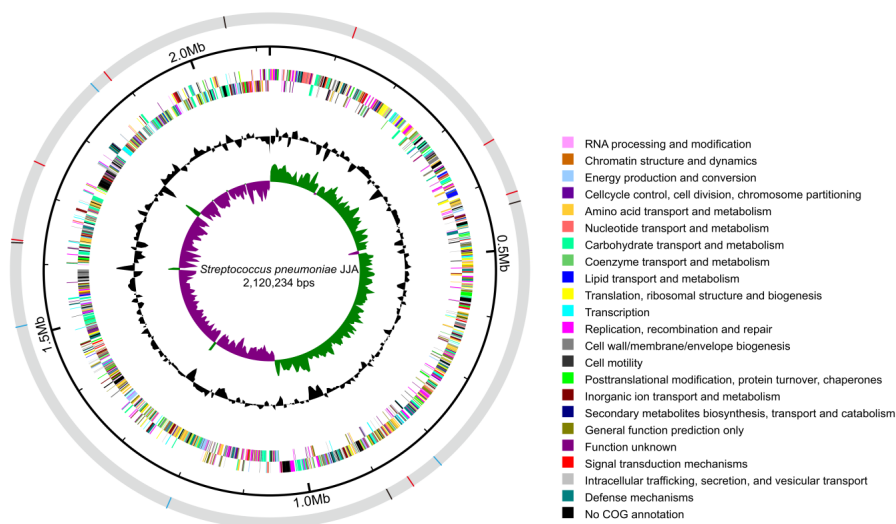 2.0Mb
0.5Mb
Streptococcus pneumoniae JJA
2,120,234 bps
1.5Mb
1.0Mb
RNA processing and modification
Chromatin structure and dynamics
Energy production and conversion
Cellcycle control, cell division, chromosome partitioning
Amino acid transport and metabolism
Nucleotide transport and metabolism
Carbohydrate transport and metabolism
Coenzyme transport and metabolism
Lipid transport and metabolism
Translation, ribosomal structure and biogenesis
Transcription
Replication, recombination and repair
Cell wall/membrane/envelope biogenesis
Cell motility
Posttranslational modification, protein turnover, chaperones
Inorganic ion transport and metabolism
Secondary metabolites biosynthesis, transport and catabolism
General function prediction only
Function unknown
Signal transduction mechanisms
Intracellular trafficking, secretion, and vesicular transport
Defense mechanisms
No COG annotation